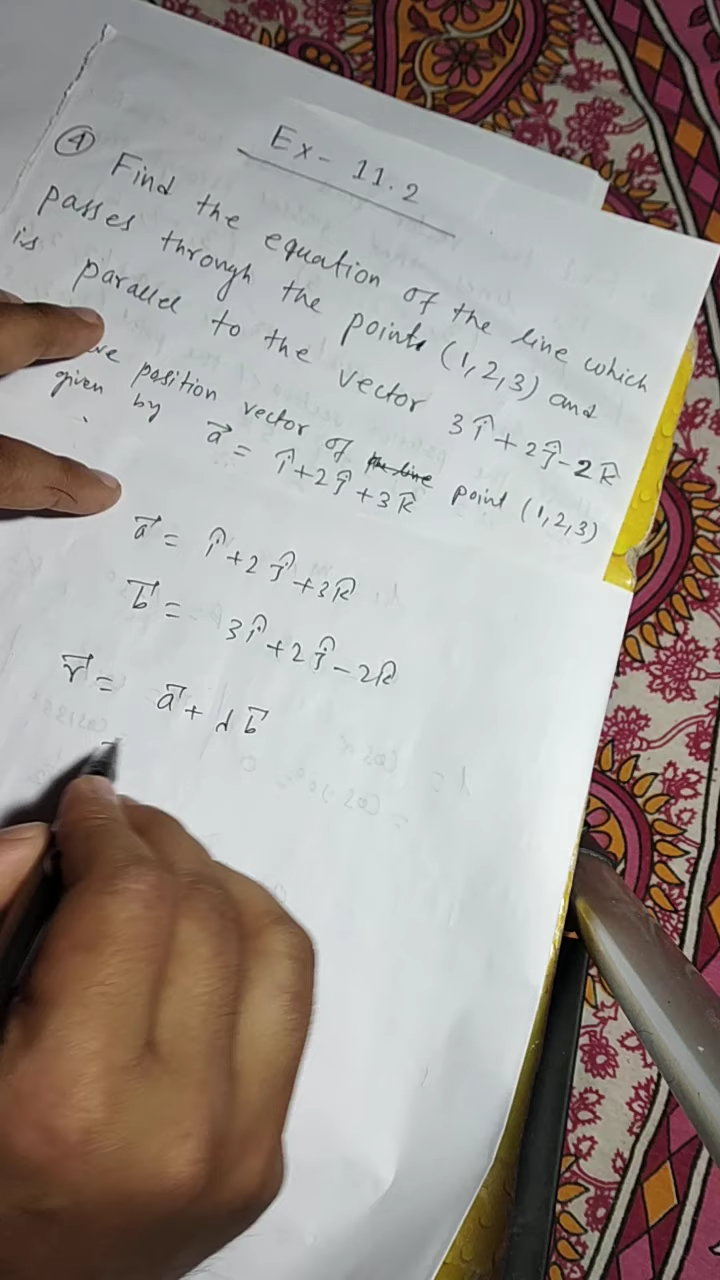 Ex- 11.2
④ Find the equation of the line which
passes through the point (1,2,3) and
is parallel to the vector 3î+2ĵ-2k̂
position vector of point (1,2,3)
given by a⃗ = î+2ĵ+3k̂
a⃗ = î+2ĵ+3k̂
b⃗ = 3î+2ĵ-2k̂
r⃗ = a⃗+λb⃗